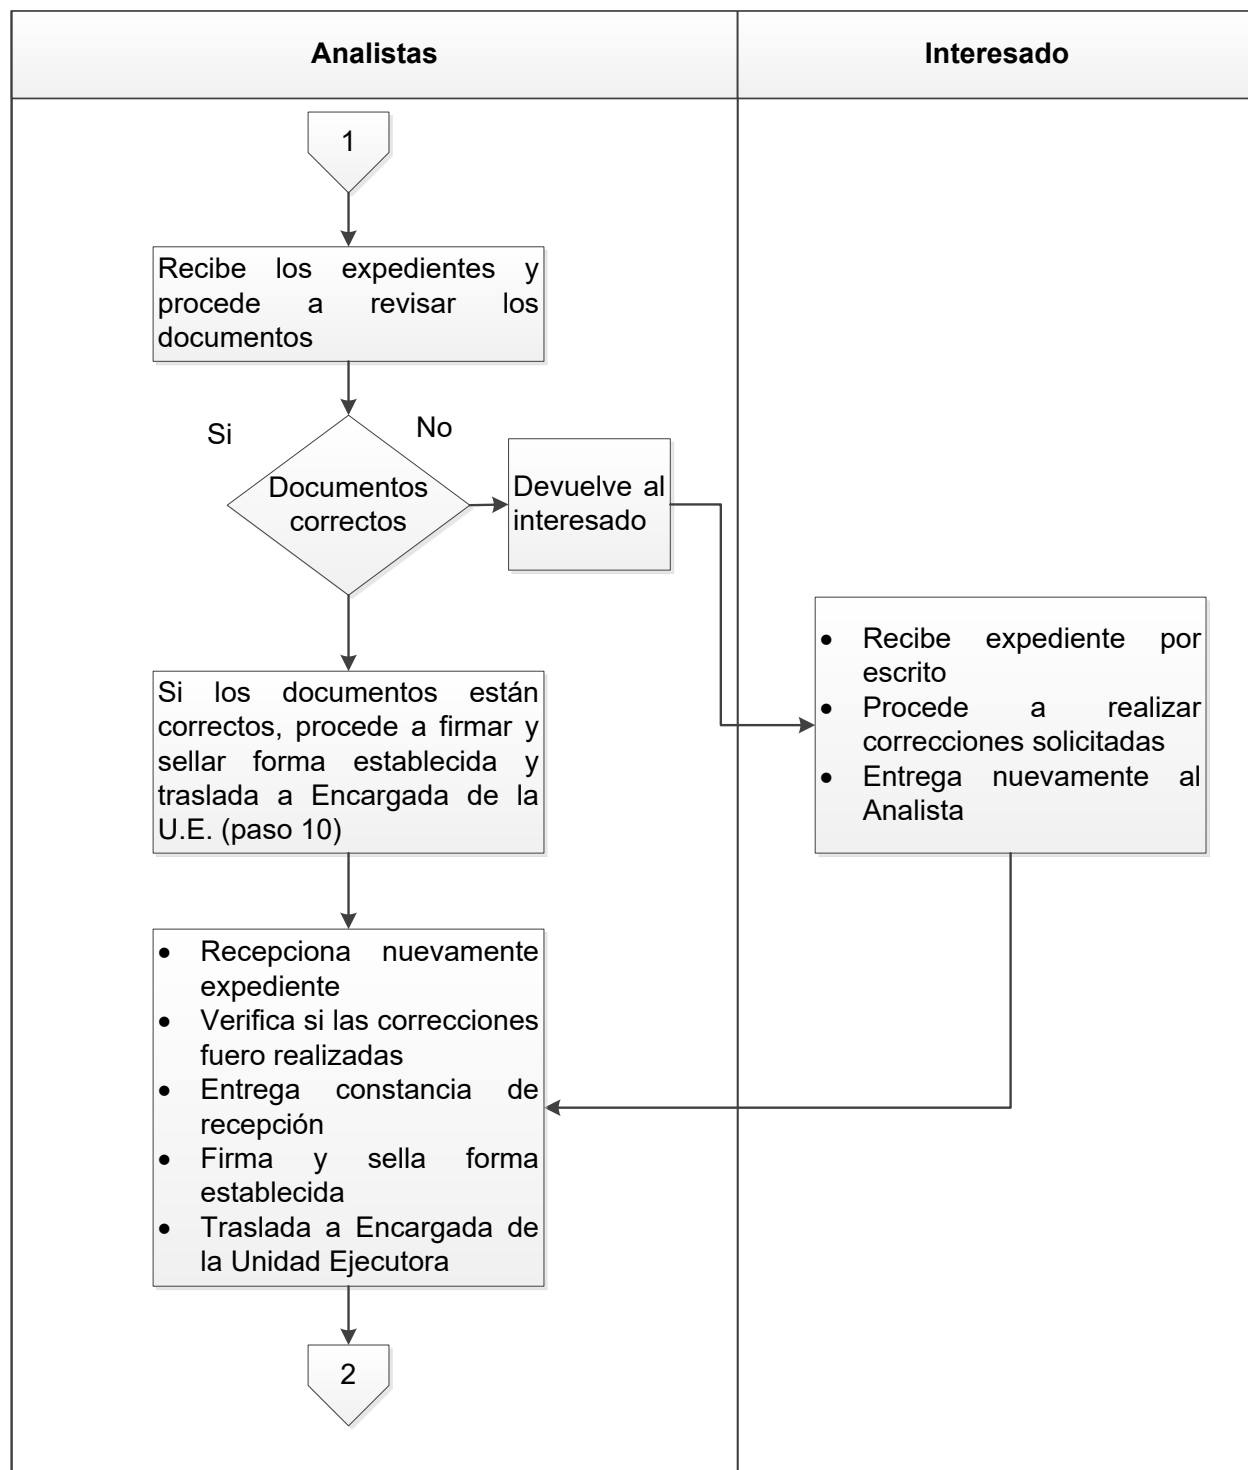 Analistas
Interesado
1
Recibe los expedientes y
procede a revisar los
documentos
Si
No
Documentos
correctos
Devuelve al
interesado
Si los documentos están
correctos, procede a firmar y
sellar forma establecida y
traslada a Encargada de la
U.E. (paso 10)
• Recibe expediente por
escrito
• Procede a realizar
correcciones solicitadas
• Entrega nuevamente al
Analista
• Recepciona nuevamente
expediente
• Verifica si las correcciones
fuero realizadas
• Entrega constancia de
recepción
• Firma y sella forma
establecida
• Traslada a Encargada de
la Unidad Ejecutora
2